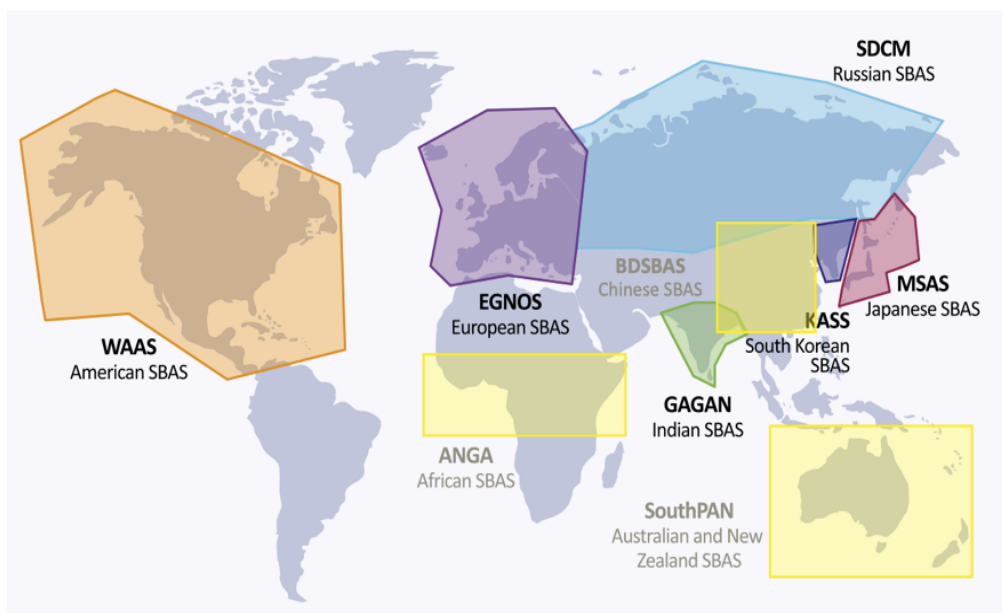 SDCM
Russian SBAS
BDSBAS
Chinese SBAS
MSAS
Japanese SBAS
EGNOS
European SBAS
KASS
South Korean
SBAS
WAAS
American SBAS
GAGAN
Indian SBAS
ANGA
African SBAS
SouthPAN
Australian and New
Zealand SBAS